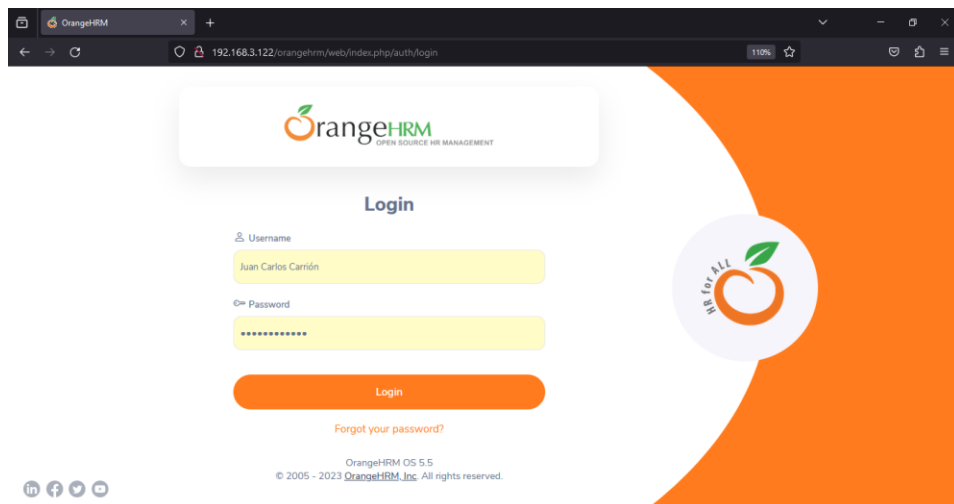 OrangeHRM
192.168.3.122/orangehrm/web/index.php/auth/login
110%
OrangeHRM
OPEN SOURCE HR MANAGEMENT
Login
Username
Juan Carlos Carrión
Password
••••••••••••
Login
Forgot your password?
OrangeHRM OS 5.5
© 2005 - 2023 OrangeHRM, Inc. All rights reserved.
HR for ALL